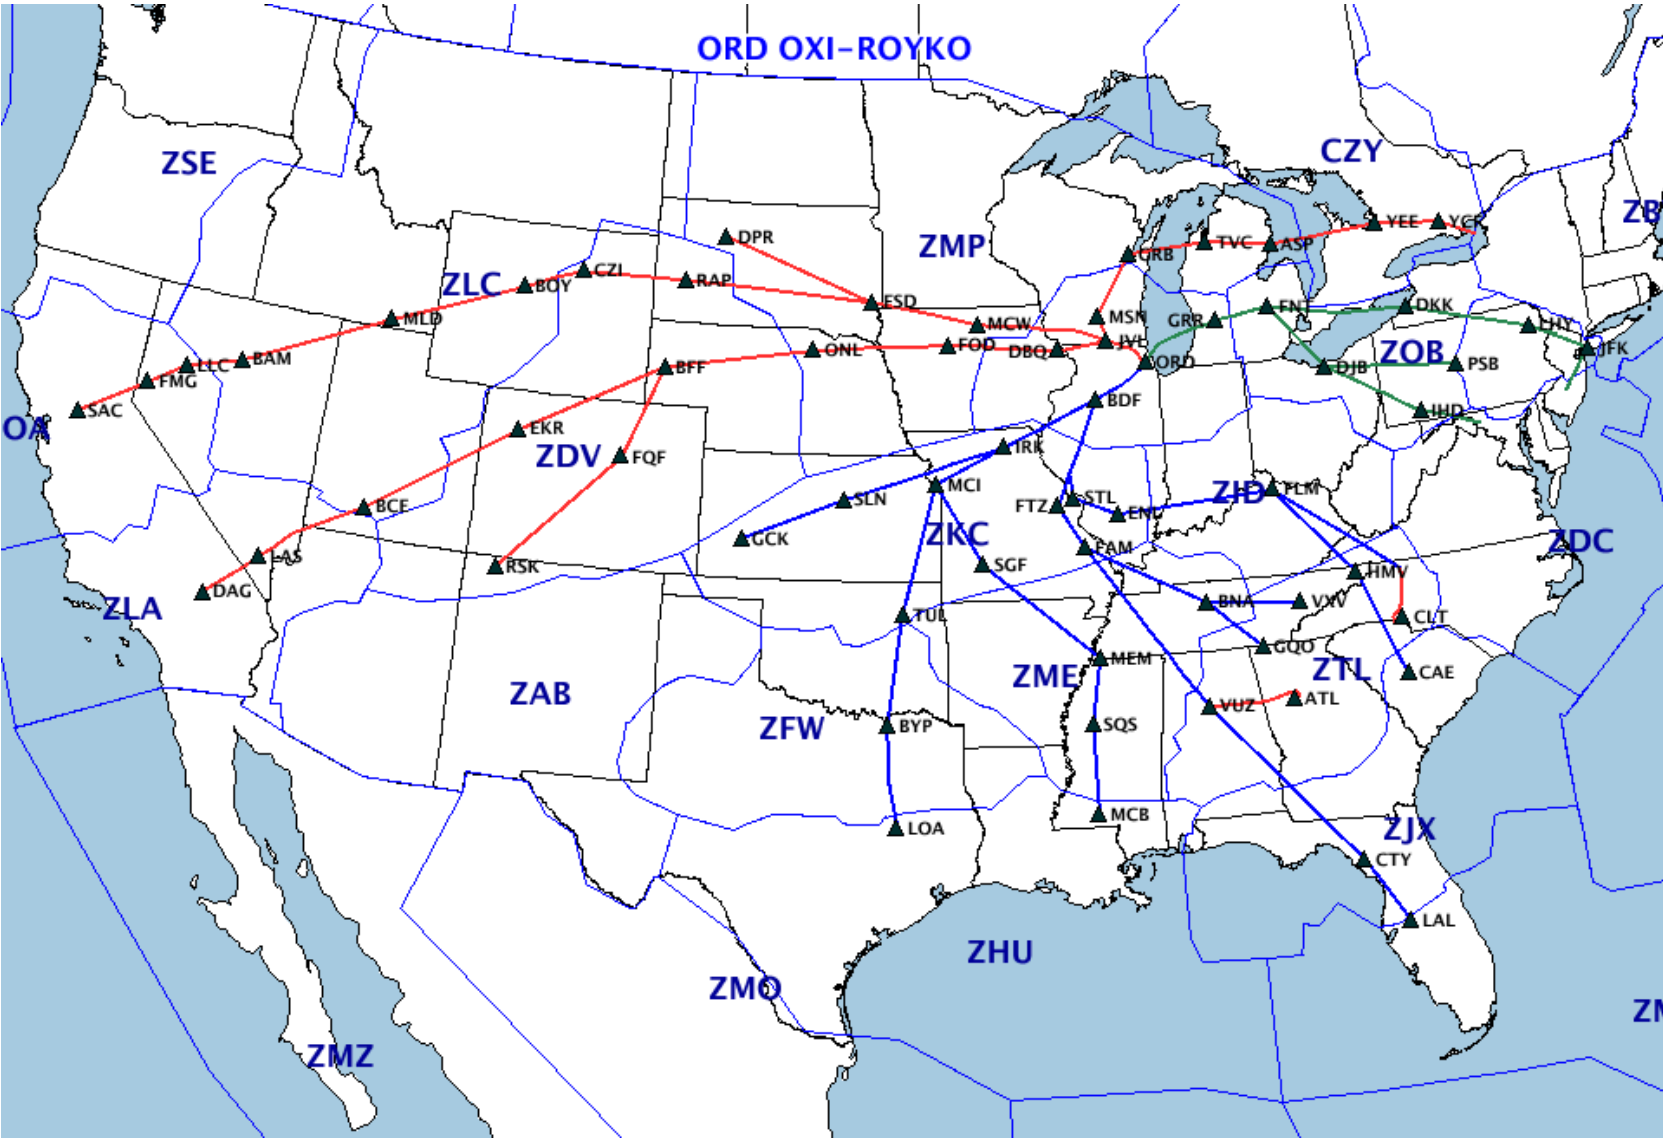 ORD OXI-ROYKO
CZY
ZSE
ZB
YEE
YCK
DPR
ZMP
TVC
ASP
GRB
CZI
ZLC
BOY
RAP
FSD
MLD
MCW
MSN
GRR
FNT
DKK
LHY
JVL
FOD
DBQ
ONL
ZOB
JFK
LLC
BAM
BFF
ORD
DJB
PSB
FMG
SAC
BDF
IHD
OA
EKR
ZDV
FQF
IRK
MCI
ZID
FLM
SLN
STL
FTZ
BCE
ENL
ZKC
GCK
ZDC
FAM
LAS
RSK
SGF
HMV
DAG
ZLA
BNA
VXV
TUL
CLT
GQO
MEM
ZME
ZTL
CAE
ZAB
ATL
VUZ
ZFW
BYP
SQS
MCB
LOA
ZJX
CTY
LAL
ZHU
ZMO
ZM
ZMZ